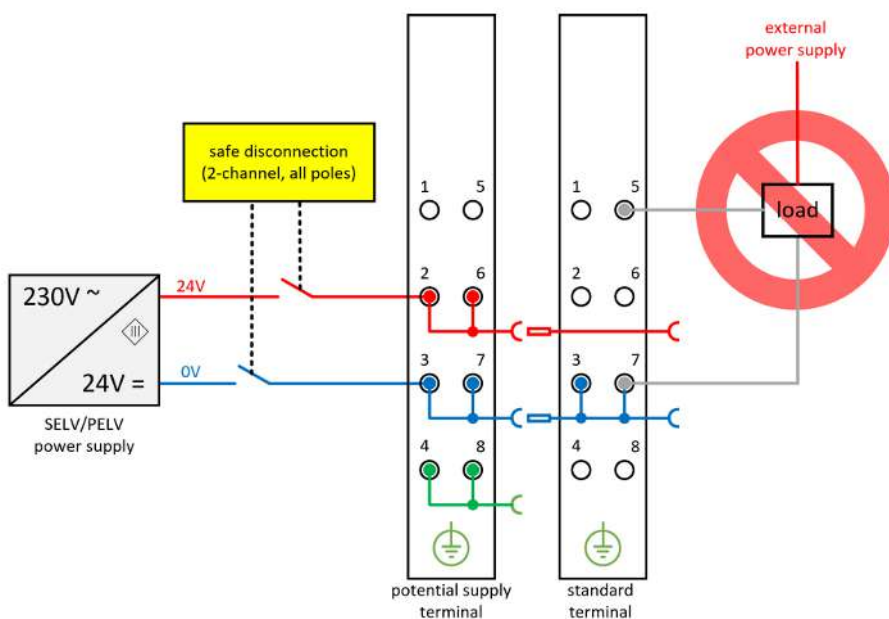 external
power supply
safe disconnection
(2-channel, all poles)
1 5
1 5
load
230V ~
24V
2 6
2 6
III
24V =
0V
3 7
3 7
SELV/PELV
power supply
4 8
4 8
potential supply
terminal
standard
terminal